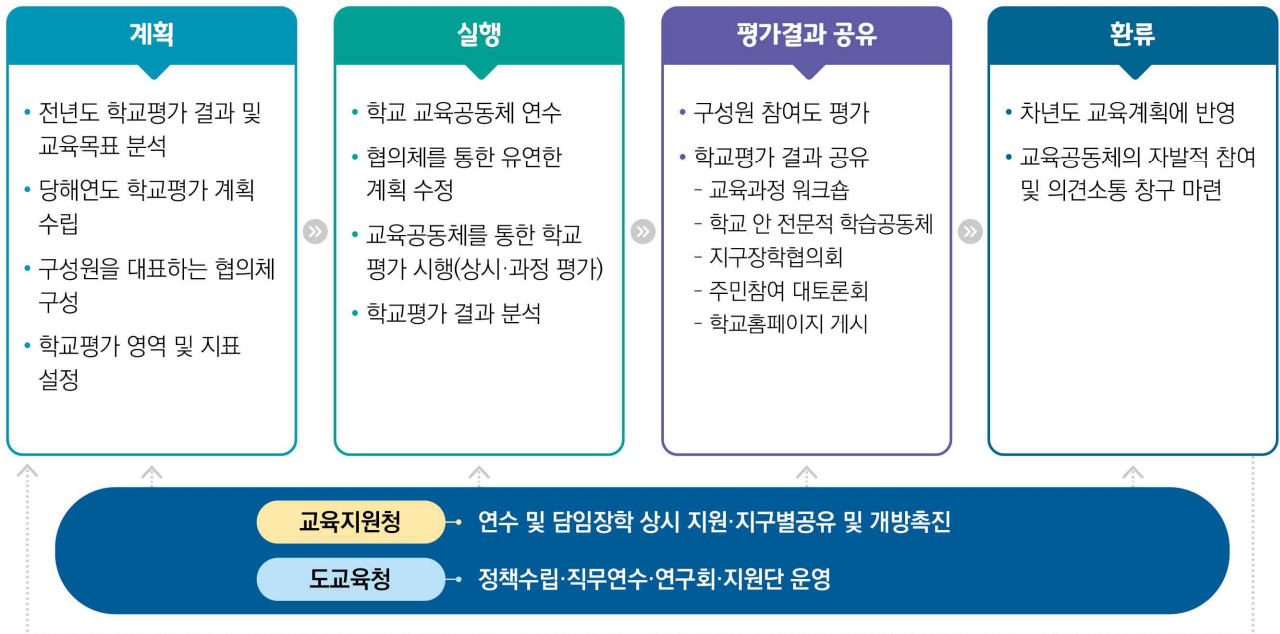 계획
• 전년도 학교평가 결과 및
교육목표 분석
• 당해연도 학교평가 계획
수립
• 구성원을 대표하는 협의체
구성
• 학교평가 영역 및 지표
설정
실행
• 학교 교육공동체 연수
• 협의체를 통한 유연한
계획 수정
• 교육공동체를 통한 학교
평가 시행(상시·과정 평가)
• 학교평가 결과 분석
평가결과 공유
• 구성원 참여도 평가
• 학교평가 결과 공유
- 교육과정 워크숍
- 학교 안 전문적 학습공동체
- 지구장학협의회
- 주민참여 대토론회
- 학교홈페이지 게시
환류
• 차년도 교육계획에 반영
• 교육공동체의 자발적 참여
및 의견소통 창구 마련
교육지원청 연수 및 담임장학 상시 지원·지구별공유 및 개방촉진
도교육청 정책수립·직무연수·연구회·지원단 운영